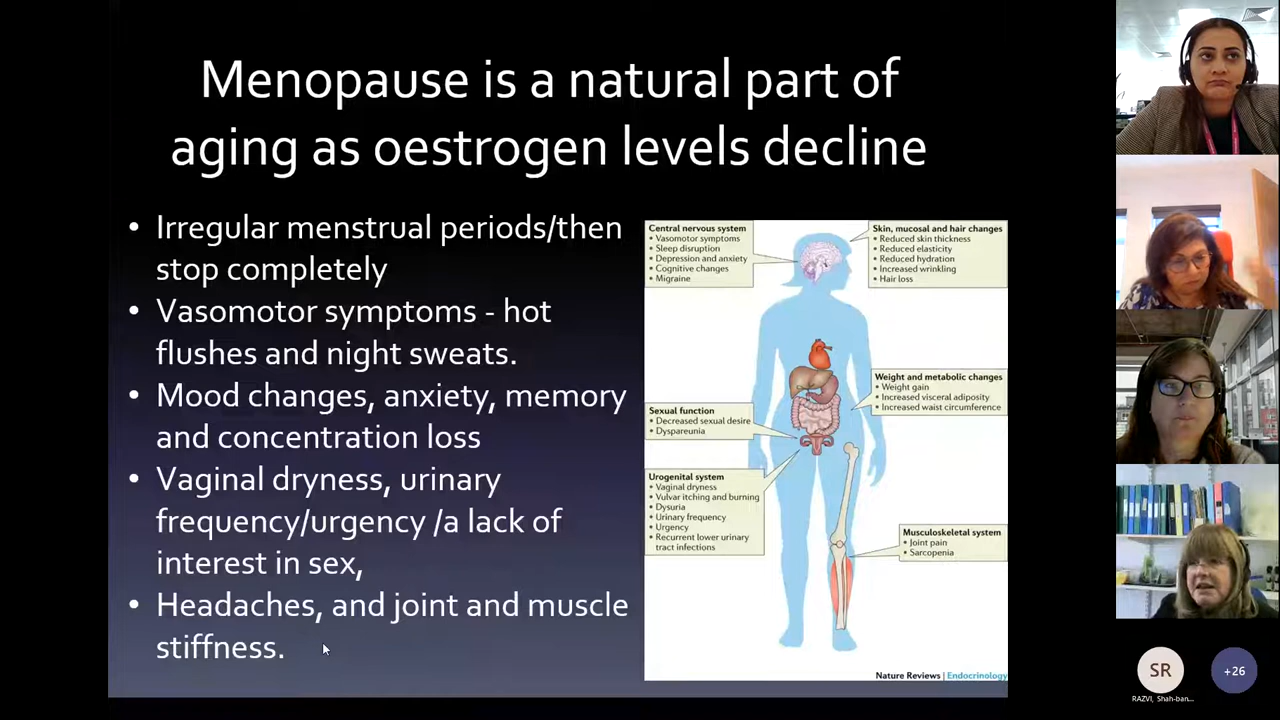 Menopause is a natural part of
aging as oestrogen levels decline
• Irregular menstrual periods/then
stop completely
• Vasomotor symptoms - hot
flushes and night sweats.
• Mood changes, anxiety, memory
and concentration loss
• Vaginal dryness, urinary
frequency/urgency /a lack of
interest in sex,
• Headaches, and joint and muscle
stiffness.
Central nervous system
• Vasomotor symptoms
• Sleep disruption
• Depression and anxiety
• Cognitive changes
• Migraine
Skin, mucosal and hair changes
• Reduced skin thickness
• Reduced elasticity
• Reduced hydration
• Increased wrinkling
• Hair loss
Weight and metabolic changes
• Weight gain
• Increased visceral adiposity
• Increased waist circumference
Sexual function
• Decreased sexual desire
• Dyspareunia
Urogenital system
• Vaginal dryness
• Vulvar itching and burning
• Dysuria
• Urinary frequency
• Urgency
• Recurrent lower urinary
tract infections
Musculoskeletal system
• Joint pain
• Sarcopenia
Nature Reviews | Endocrinology
SR
+26
RAZVI, Shah-ban...